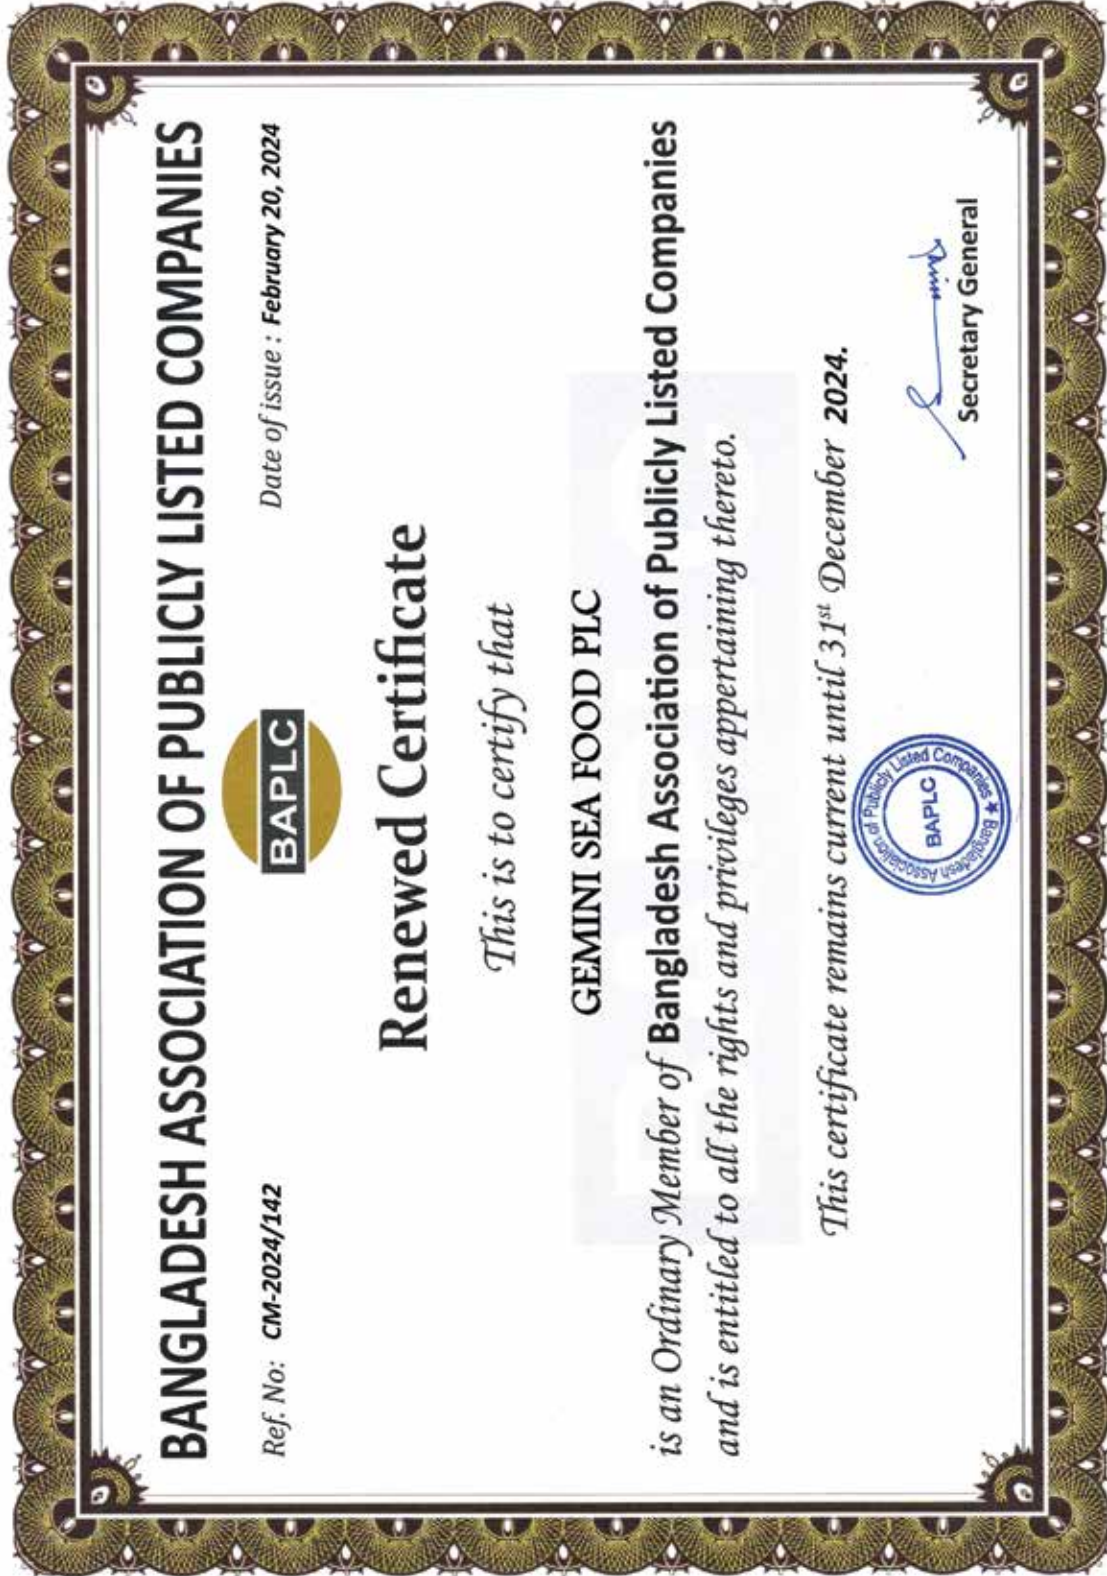 BANGLADESH ASSOCIATION OF PUBLICLY LISTED COMPANIES
Ref. No: CM-2024/142
Date of issue : February 20, 2024
BAPLC
Renewed Certificate
This is to certify that
GEMINI SEA FOOD PLC
is an Ordinary Member of Bangladesh Association of Publicly Listed Companies
and is entitled to all the rights and privileges appertaining thereto.
This certificate remains current until 31st December 2024.
Bangladesh Association of Publicly Listed Companies ★
BAPLC
Secretary General